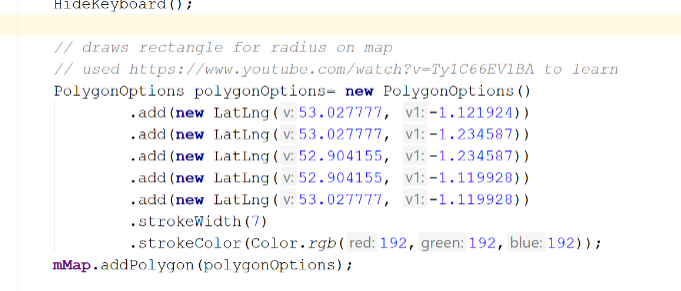 HideKeyboard();
// draws rectangle for radius on map
// used https://www.youtube.com/watch?v=Ty1C66EV1BA to learn
PolygonOptions polygonOptions= new PolygonOptions()
.add(new LatLng( v: 53.027777, v1: -1.121924))
.add(new LatLng( v: 53.027777, v1: -1.234587))
.add(new LatLng( v: 52.904155, v1: -1.234587))
.add(new LatLng( v: 52.904155, v1: -1.119928))
.add(new LatLng( v: 53.027777, v1: -1.119928))
.strokeWidth(7)
.strokeColor(Color.rgb( red: 192, green: 192, blue: 192));
mMap.addPolygon(polygonOptions);